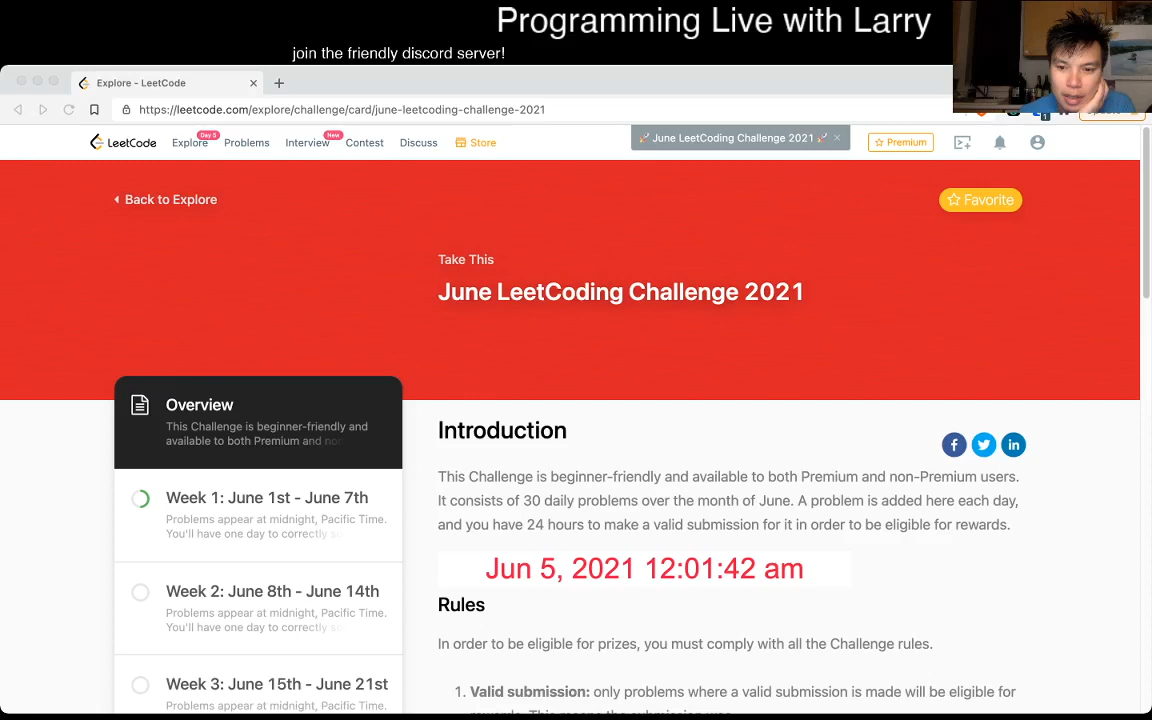 Programming Live with Larry
join the friendly discord server!
Explore - LeetCode
https://leetcode.com/explore/challenge/card/june-leetcoding-challenge-2021
LeetCode
Explore
Day 5
Problems
Interview
New
Contest
Discuss
Store
June LeetCoding Challenge 2021
Premium
Back to Explore
Favorite
Take This
June LeetCoding Challenge 2021
Overview
This Challenge is beginner-friendly and
available to both Premium and non
Week 1: June 1st - June 7th
Problems appear at midnight, Pacific Time.
You'll have one day to correctly su
Week 2: June 8th - June 14th
Problems appear at midnight, Pacific Time.
You'll have one day to correctly su
Week 3: June 15th - June 21st
Problems appear at midnight, Pacific Time.
Introduction
This Challenge is beginner-friendly and available to both Premium and non-Premium users.
It consists of 30 daily problems over the month of June. A problem is added here each day,
and you have 24 hours to make a valid submission for it in order to be eligible for rewards.
Jun 5, 2021 12:01:42 am
Rules
In order to be eligible for prizes, you must comply with all the Challenge rules.
1. Valid submission: only problems where a valid submission is made will be eligible for